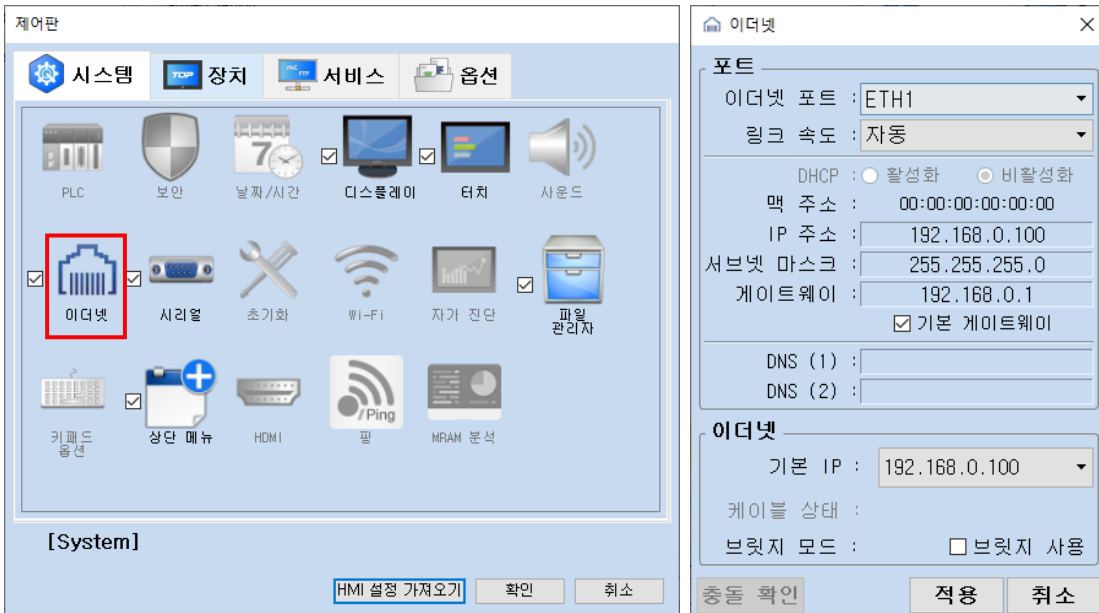 제어판
시스템
TOP
장치
VNC
FTP
서비스
옵션
PLC
보안
7
날짜/시간
디스플레이
터치
사운드
이더넷
시리얼
초기화
Wi-Fi
자가 진단
파일
관리자
키패드
옵션
상단 메뉴
HDMI
/Ping
핑
MRAM 분석
[System]
HMI 설정 가져오기
확인
취소
이더넷
포트
이더넷 포트 : ETH1
링크 속도 : 자동
DHCP : 활성화 비활성화
맥 주소 : 00:00:00:00:00:00
IP 주소 : 192.168.0.100
서브넷 마스크 : 255.255.255.0
게이트웨이 : 192.168.0.1
기본 게이트웨이
DNS (1) :
DNS (2) :
이더넷
기본 IP : 192.168.0.100
케이블 상태 :
브릿지 모드 : 브릿지 사용
충돌 확인
적용
취소